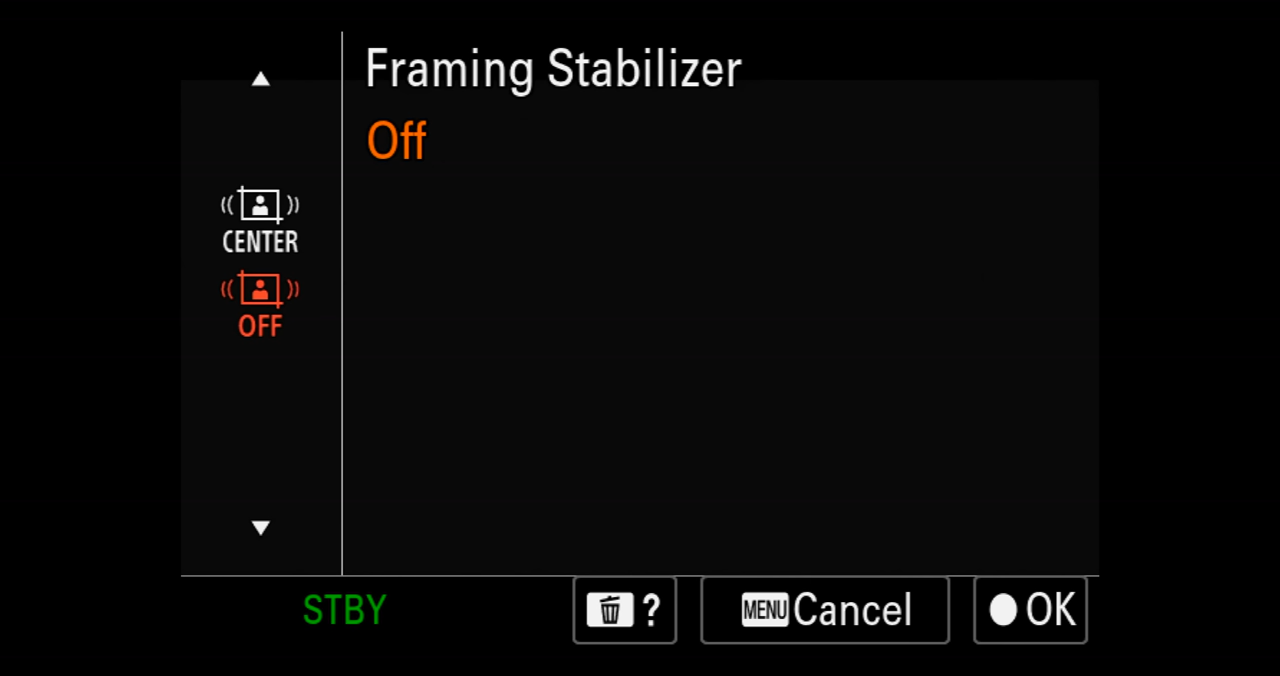 Framing Stabilizer
Off
CENTER
OFF
STBY
? MENU Cancel OK